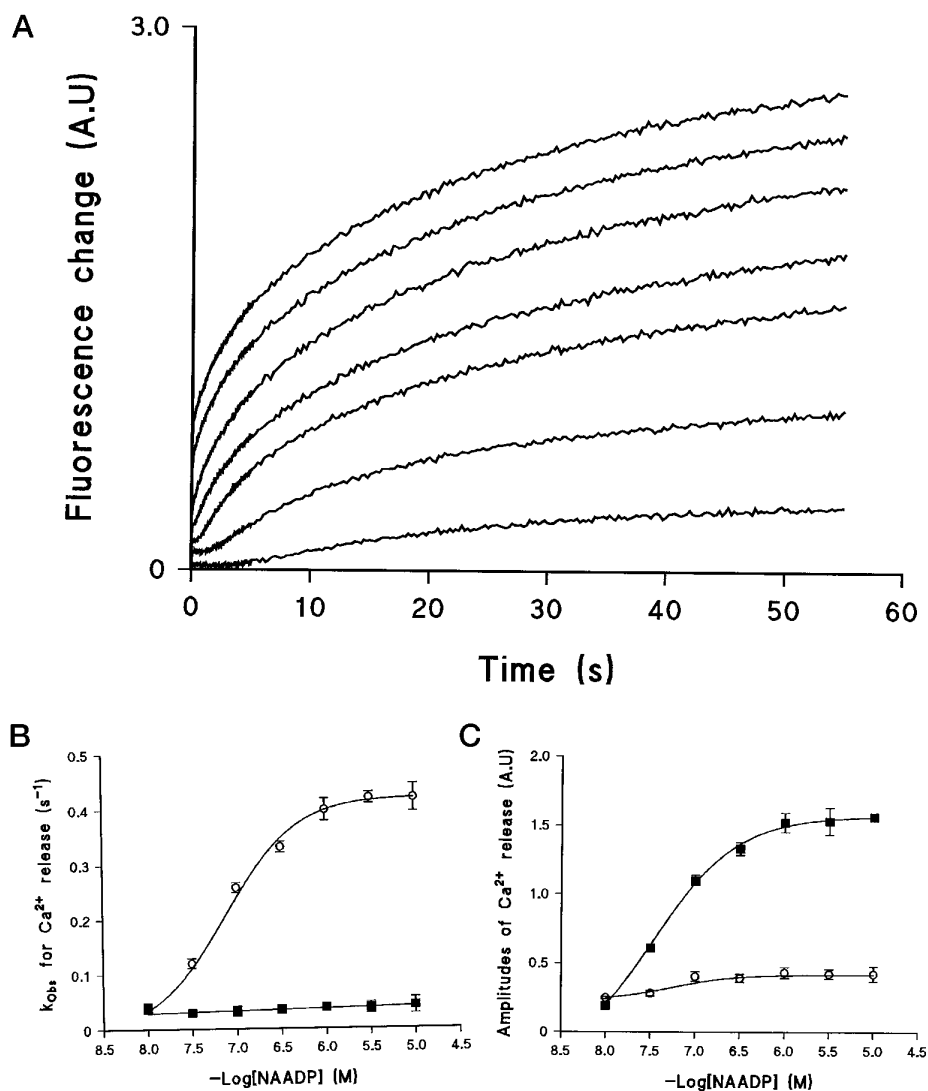 A
3.0
Fluorescence change (A.U)
0
0 10 20 30 40 50 60
Time (s)
B
k_Obs for Ca²⁺ release (s⁻¹)
0.5
0.4
0.3
0.2
0.1
0
8.5 8.0 7.5 7.0 6.5 6.0 5.5 5.0 4.5
−Log[NAADP] (M)
C
Amplitudes of Ca²⁺ release (A.U)
2.0
1.5
1.0
0.5
0
8.5 8.0 7.5 7.0 6.5 6.0 5.5 5.0 4.5
−Log[NAADP] (M)